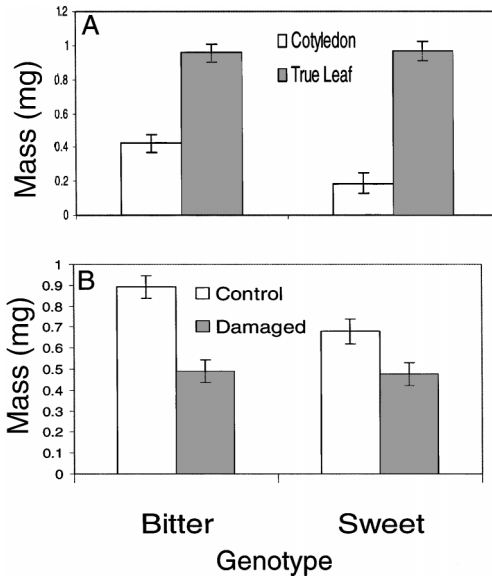 A
Cotyledon
True Leaf
Mass (mg)
1.2
1
0.8
0.6
0.4
0.2
0
B
Control
Damaged
Mass (mg)
1
0.9
0.8
0.7
0.6
0.5
0.4
0.3
0.2
0.1
0
Bitter Sweet
Genotype